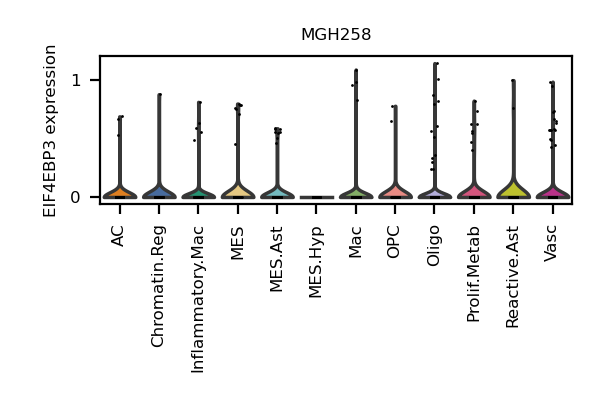 MGH258
EIF4EBP3 expression
1
0
AC
Chromatin.Reg
Inflammatory.Mac
MES
MES.Ast
MES.Hyp
Mac
OPC
Oligo
Prolif.Metab
Reactive.Ast
Vasc